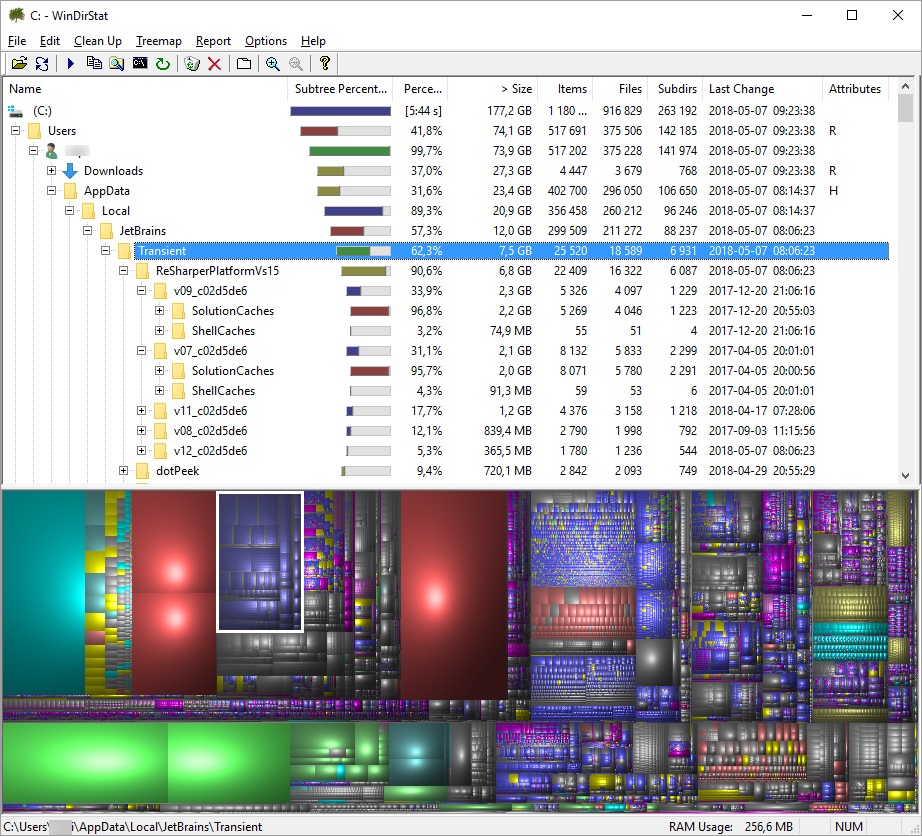 C: - WinDirStat
File Edit Clean Up Treemap Report Options Help
Name Subtree Percent... Perce... > Size Items Files Subdirs Last Change Attributes
(C:) [5:44 s] 177,2 GB 1 180 ... 916 829 263 192 2018-05-07 09:23:38
Users 41,8% 74,1 GB 517 691 375 506 142 185 2018-05-07 09:23:38 R
99,7% 73,9 GB 517 202 375 228 141 974 2018-05-07 09:23:38
Downloads 37,0% 27,3 GB 4 447 3 679 768 2018-05-07 09:23:38 R
AppData 31,6% 23,4 GB 402 700 296 050 106 650 2018-05-07 08:14:37 H
Local 89,3% 20,9 GB 356 458 260 212 96 246 2018-05-07 08:14:37
JetBrains 57,3% 12,0 GB 299 509 211 272 88 237 2018-05-07 08:06:23
Transient 62,3% 7,5 GB 25 520 18 589 6 931 2018-05-07 08:06:23
ReSharperPlatformVs15 90,6% 6,8 GB 22 409 16 322 6 087 2018-05-07 08:06:23
v09_c02d5de6 33,9% 2,3 GB 5 326 4 097 1 229 2017-12-20 21:06:16
SolutionCaches 96,8% 2,2 GB 5 269 4 046 1 223 2017-12-20 20:55:03
ShellCaches 3,2% 74,9 MB 55 51 4 2017-12-20 21:06:16
v07_c02d5de6 31,1% 2,1 GB 8 132 5 833 2 299 2017-04-05 20:01:01
SolutionCaches 95,7% 2,0 GB 8 071 5 780 2 291 2017-04-05 20:00:56
ShellCaches 4,3% 91,3 MB 59 53 6 2017-04-05 20:01:01
v11_c02d5de6 17,7% 1,2 GB 4 376 3 158 1 218 2018-04-17 07:28:06
v08_c02d5de6 12,1% 839,4 MB 2 790 1 998 792 2017-09-03 11:15:56
v12_c02d5de6 5,3% 365,5 MB 1 780 1 236 544 2018-05-07 08:06:23
dotPeek 9,4% 720,1 MB 2 842 2 093 749 2018-04-29 20:55:29
C:\Users\ i\AppData\Local\JetBrains\Transient RAM Usage: 256,6 MB NUM